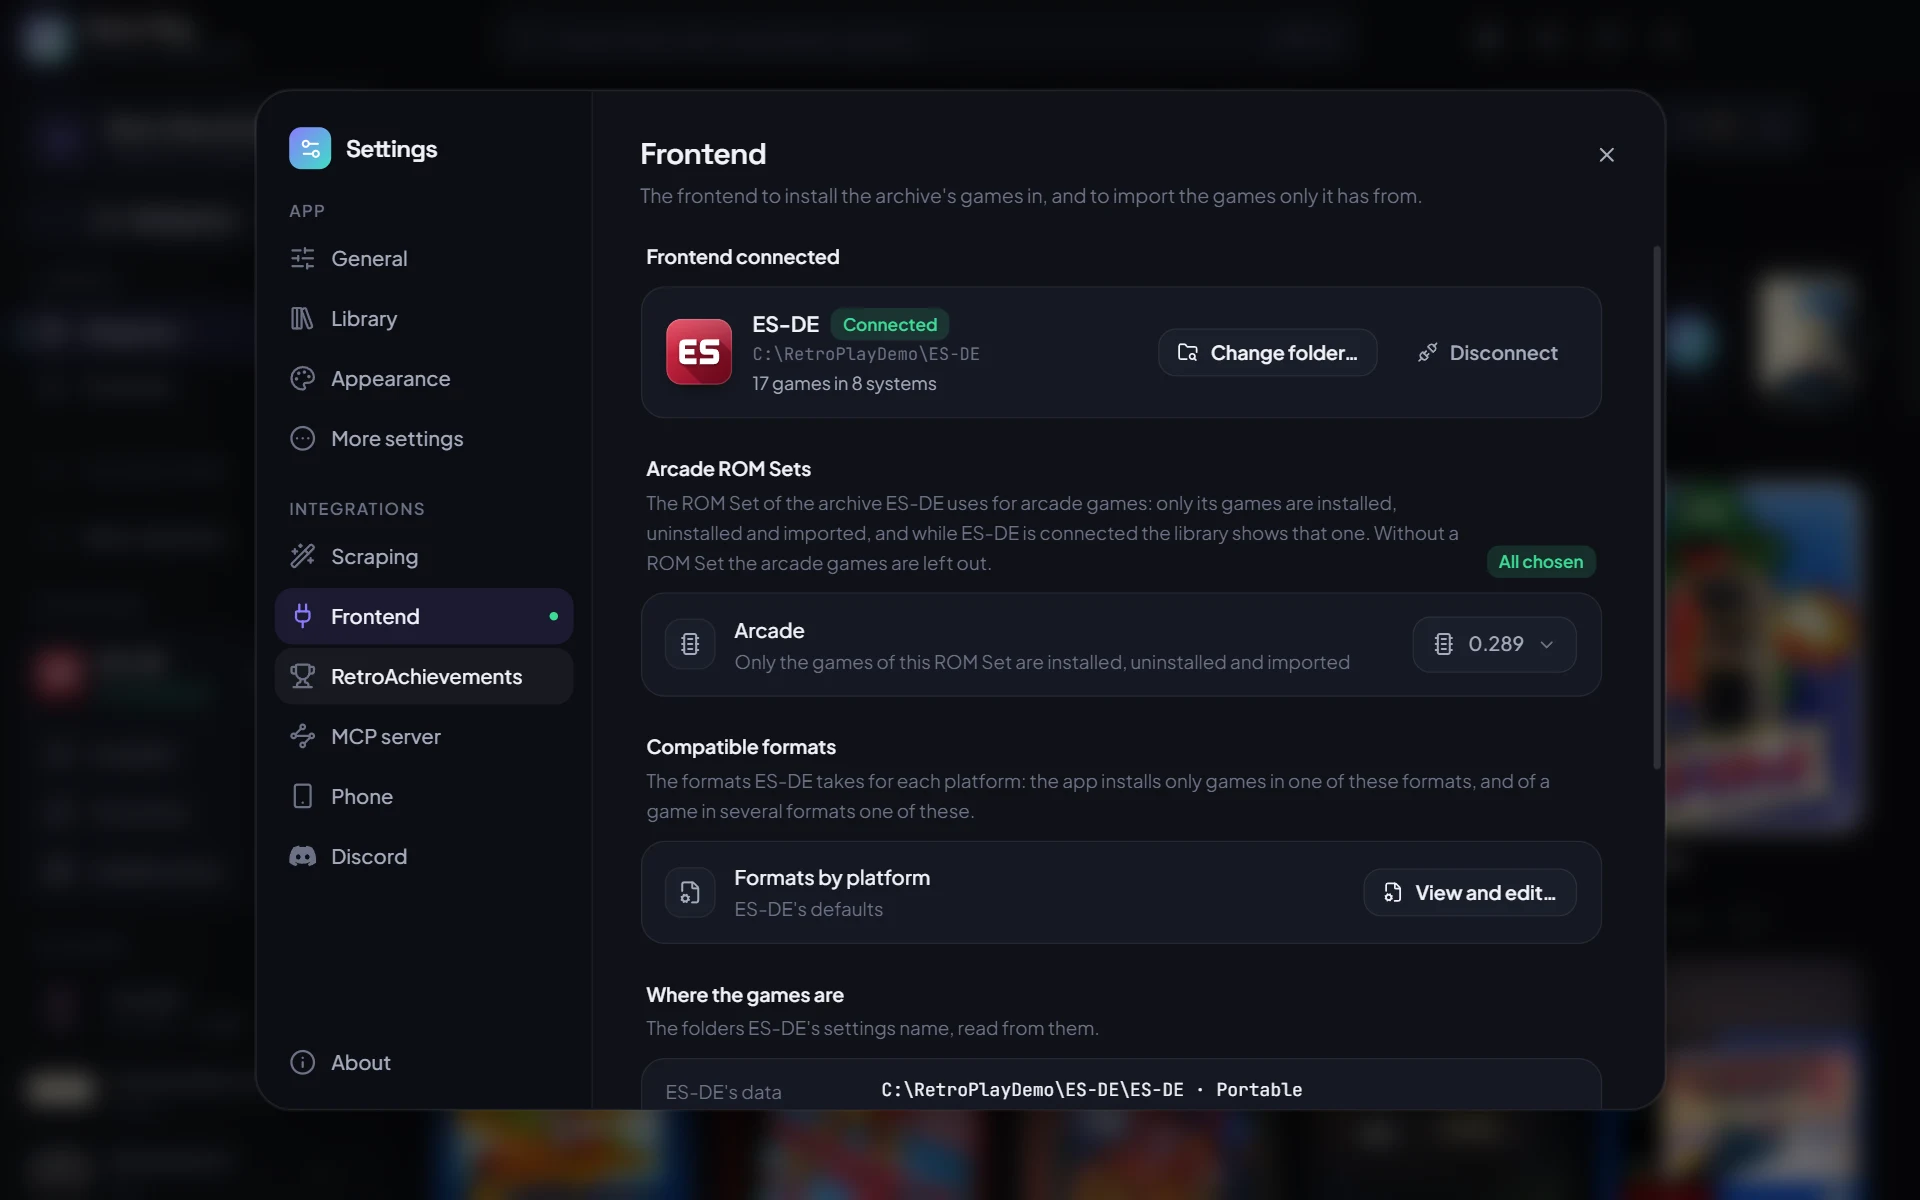 Settings
APP
General
Library
Appearance
More settings
INTEGRATIONS
Scraping
Frontend
RetroAchievements
MCP server
Phone
Discord
About
Frontend
The frontend to install the archive's games in, and to import the games only it has from.
Frontend connected
ES
ES-DE
Connected
C:\RetroPlayDemo\ES-DE
17 games in 8 systems
Change folder...
Disconnect
Arcade ROM Sets
The ROM Set of the archive ES-DE uses for arcade games: only its games are installed,
uninstalled and imported, and while ES-DE is connected the library shows that one. Without a
ROM Set the arcade games are left out.
All chosen
Arcade
Only the games of this ROM Set are installed, uninstalled and imported
0.289
Compatible formats
The formats ES-DE takes for each platform: the app installs only games in one of these formats, and of a
game in several formats one of these.
Formats by platform
ES-DE's defaults
View and edit...
Where the games are
The folders ES-DE's settings name, read from them.
ES-DE's data
C:\RetroPlayDemo\ES-DE\ES-DE · Portable